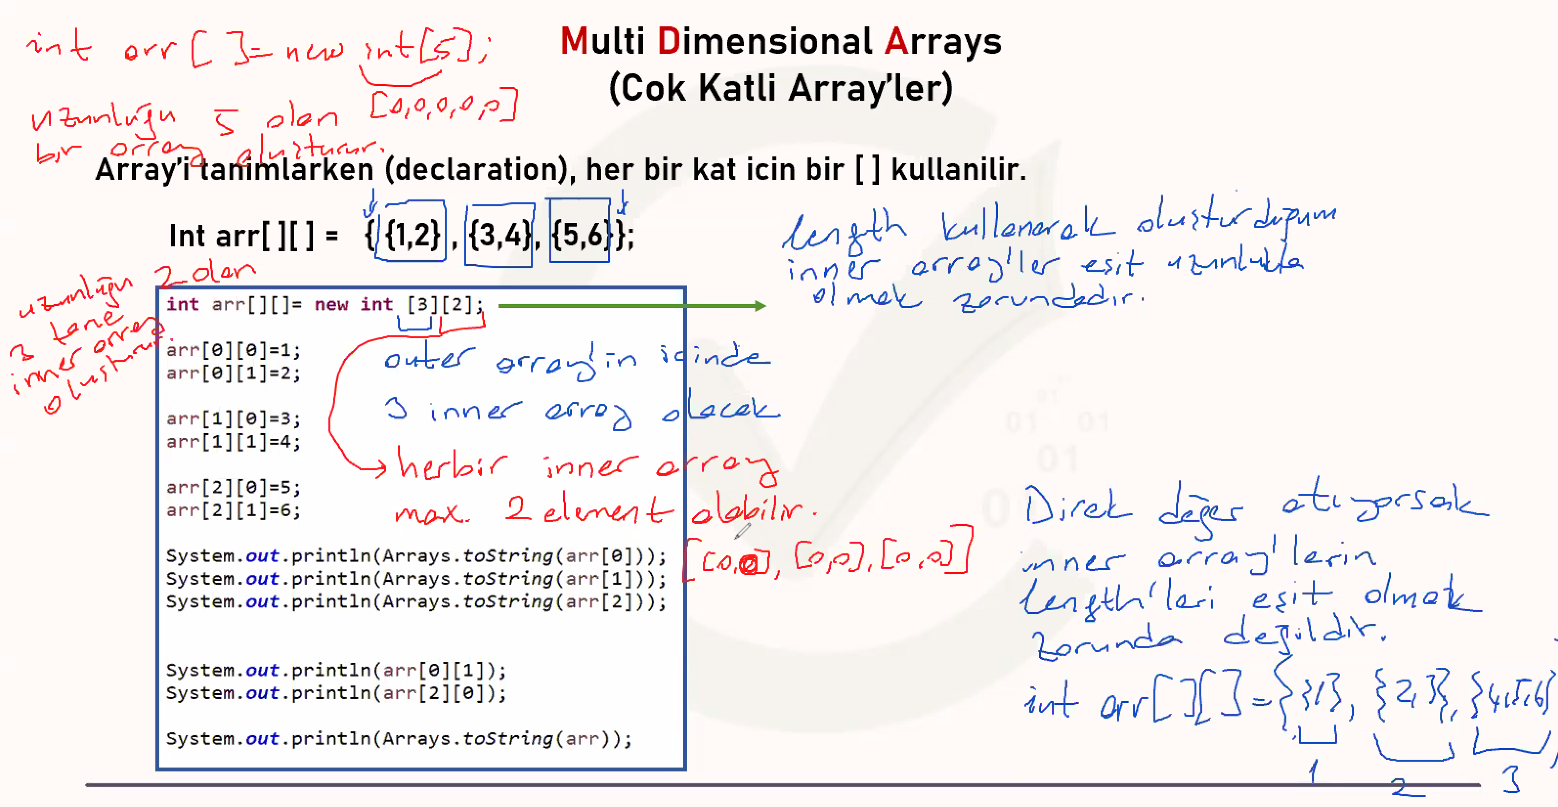 Multi Dimensional Arrays
(Cok Katli Array'ler)
int arr[ ]=new int[5];
[0,0,0,0,0]
uzunluğu 5 olan
bir array oluşturur.
Array'i tanimlarken (declaration), her bir kat icin bir [ ] kullanilir.
Int arr[ ][ ] = { {1,2} , {3,4}, {5,6}};
length kullanarak oluşturduğum
inner array'ler eşit uzunlukta
olmak zorundadır.
uzunluğu 2 olan
3 tane
inner array
oluşturur.
int arr[][]= new int [3][2];
arr[0][0]=1;
arr[0][1]=2;
arr[1][0]=3;
arr[1][1]=4;
arr[2][0]=5;
arr[2][1]=6;
outer array'in içinde
3 inner array olacak
herbir inner array
max. 2 element alabilir.
[[0,0], [0,0], [0,0]]
System.out.println(Arrays.toString(arr[0]));
System.out.println(Arrays.toString(arr[1]));
System.out.println(Arrays.toString(arr[2]));
System.out.println(arr[0][1]);
System.out.println(arr[2][0]);
System.out.println(Arrays.toString(arr));
Direk değer atıyorsak
inner array'lerin
length'leri eşit olmak
zorunda değildir.
int arr[][]={{1}, {2,3}, {4,5,6}
1 2 3
01 01
01
0